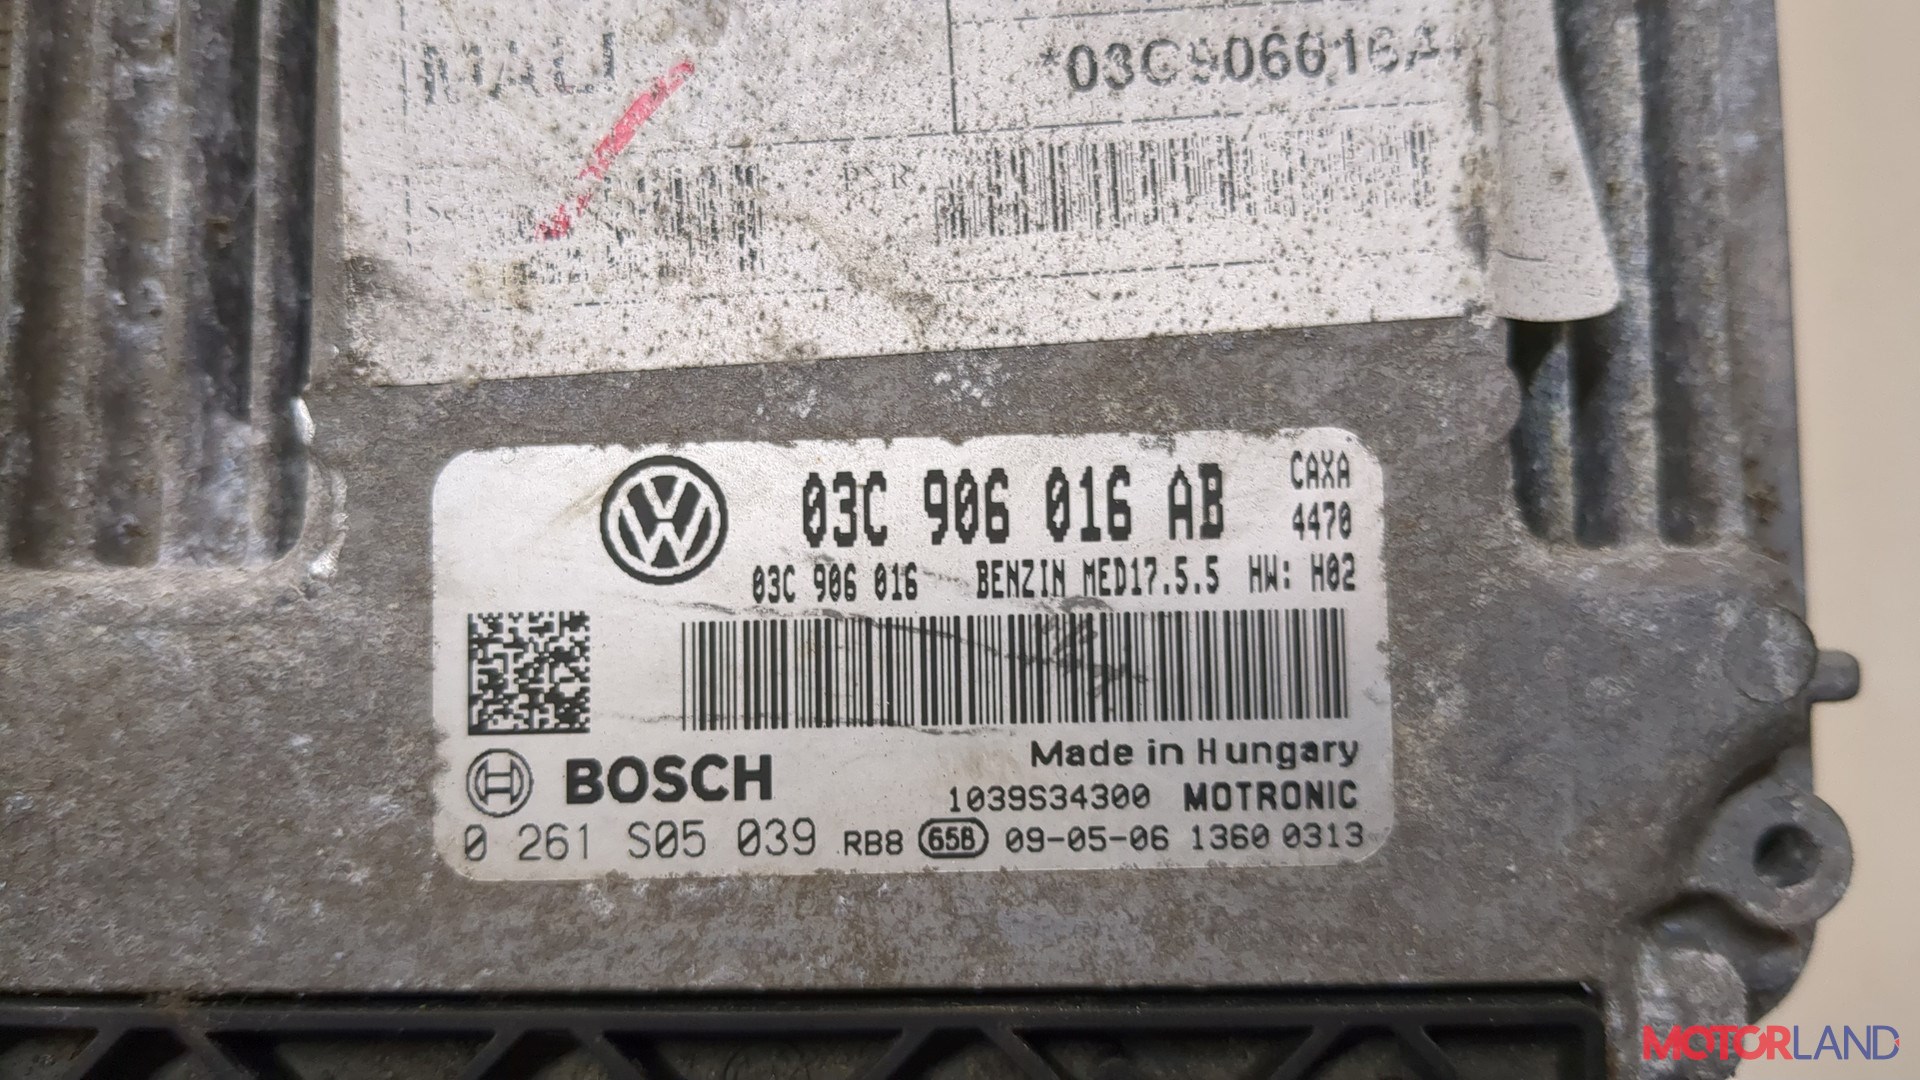 *03C906016A
03C 906 016 AB
CAXA
4470
03C 906 016 BENZIN MED17.5.5 HW: H02
BOSCH
Made in Hungary
1039S34300 MOTRONIC
0 261 S05 039 RB8 65B 09-05-06 1360 0313
MOTORLAND